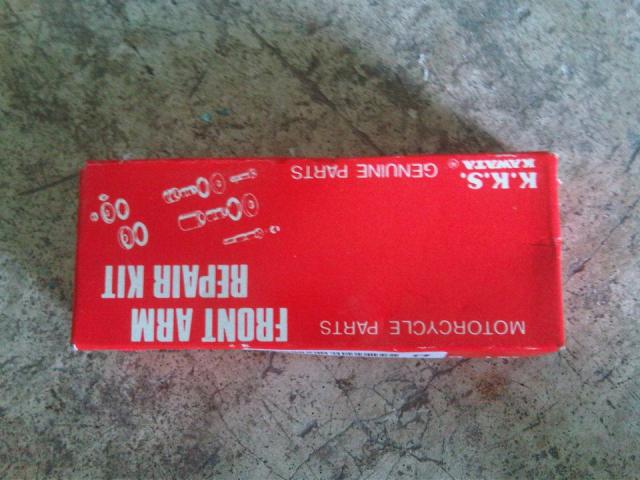 MOTORCYCLE PARTS
FRONT ARM
REPAIR KIT
K.K.S.
KAWATA ®
GENUINE PARTS